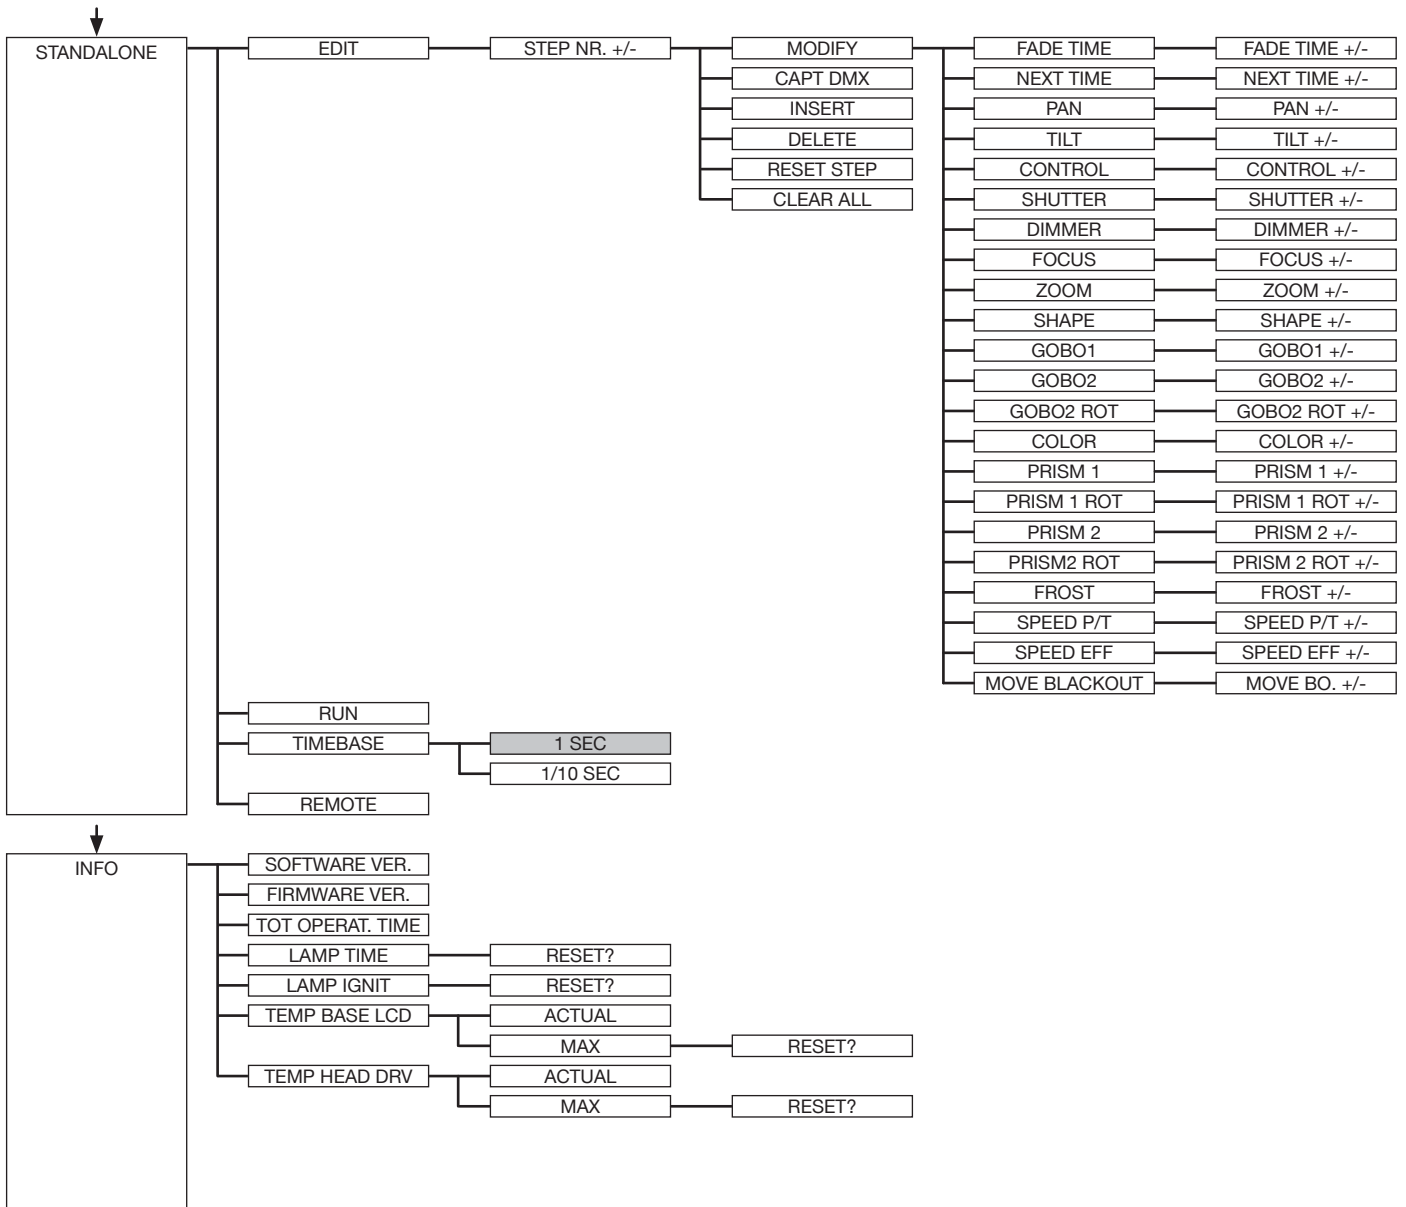 STANDALONE EDIT STEP NR. +/- MODIFY FADE TIME FADE TIME +/-
CAPT DMX NEXT TIME NEXT TIME +/-
INSERT PAN PAN +/-
DELETE TILT TILT +/-
RESET STEP CONTROL CONTROL +/-
CLEAR ALL SHUTTER SHUTTER +/-
DIMMER DIMMER +/-
FOCUS FOCUS +/-
ZOOM ZOOM +/-
SHAPE SHAPE +/-
GOBO1 GOBO1 +/-
GOBO2 GOBO2 +/-
GOBO2 ROT GOBO2 ROT +/-
COLOR COLOR +/-
PRISM 1 PRISM 1 +/-
PRISM 1 ROT PRISM 1 ROT +/-
PRISM 2 PRISM 2 +/-
PRISM2 ROT PRISM 2 ROT +/-
FROST FROST +/-
SPEED P/T SPEED P/T +/-
SPEED EFF SPEED EFF +/-
MOVE BLACKOUT MOVE BO. +/-
RUN
TIMEBASE 1 SEC
1/10 SEC
REMOTE
INFO SOFTWARE VER.
FIRMWARE VER.
TOT OPERAT. TIME
LAMP TIME RESET?
LAMP IGNIT RESET?
TEMP BASE LCD ACTUAL
MAX RESET?
TEMP HEAD DRV ACTUAL
MAX RESET?